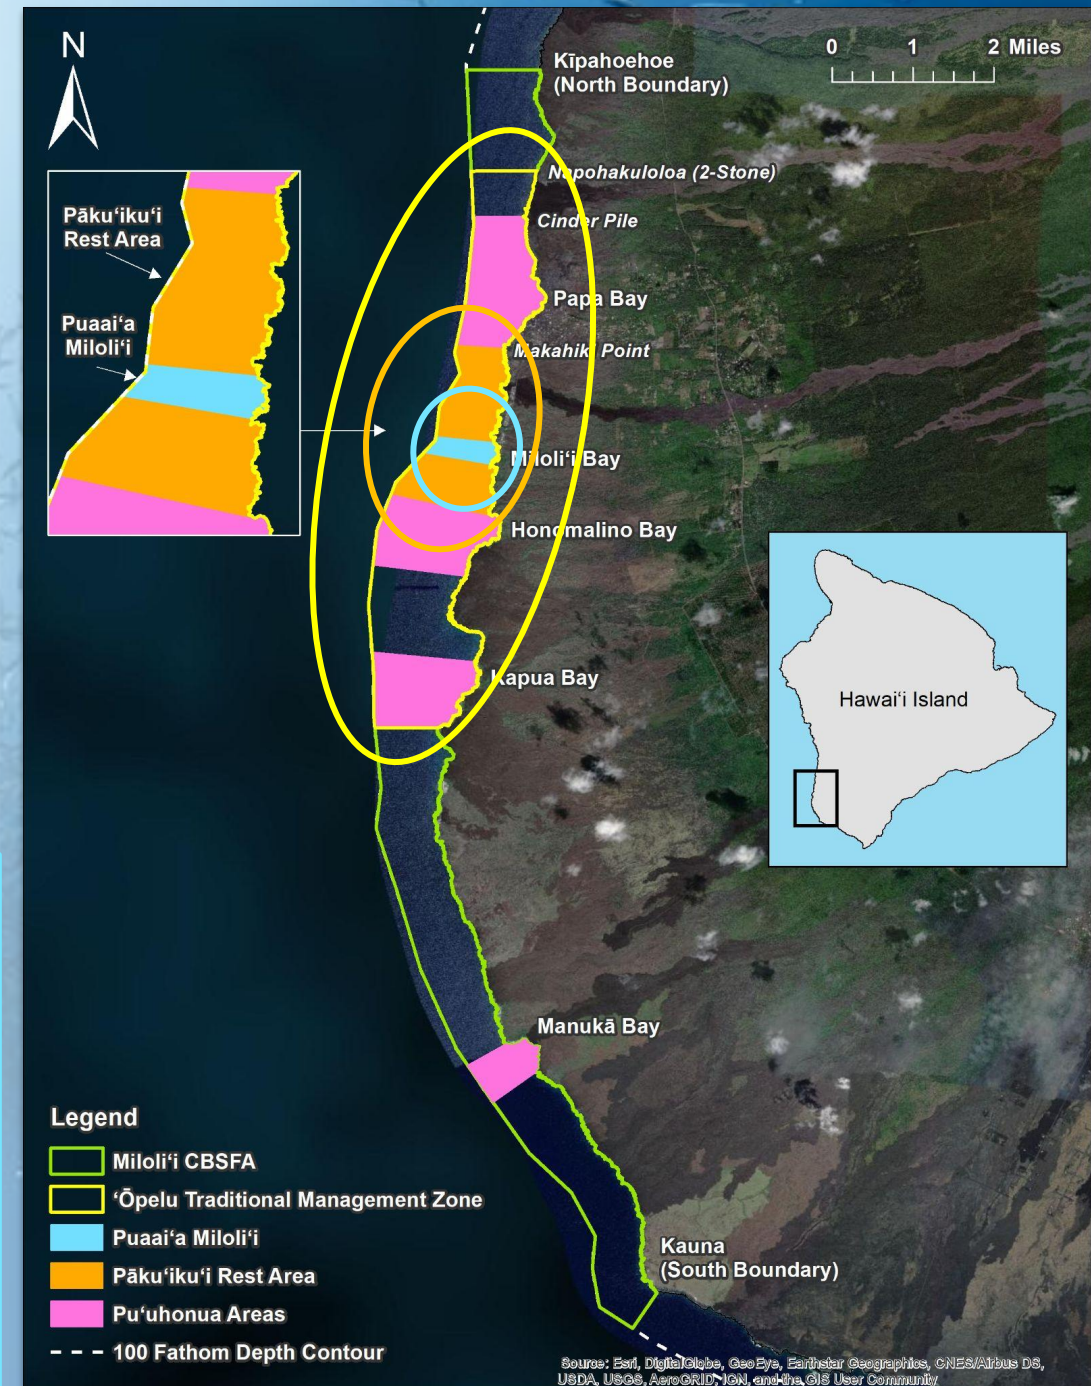 N
0 1 2 Miles
Kīpahoehoe
(North Boundary)
Napohakuloloa (2-Stone)
Cinder Pile
Papa Bay
Makahiki Point
Miloli‘i Bay
Honomalino Bay
Kapua Bay
Manukā Bay
Kauna
(South Boundary)
Pāku‘iku‘i
Rest Area
Puaai‘a
Miloli‘i
Hawai‘i Island
Legend
Miloli‘i CBSFA
‘Ōpelu Traditional Management Zone
Puaai‘a Miloli‘i
Pāku‘iku‘i Rest Area
Pu‘uhonua Areas
100 Fathom Depth Contour
Source: Esri, DigitalGlobe, GeoEye, Earthstar Geographics, CNES/Airbus DS,
USDA, USGS, AeroGRID, IGN, and the GIS User Community